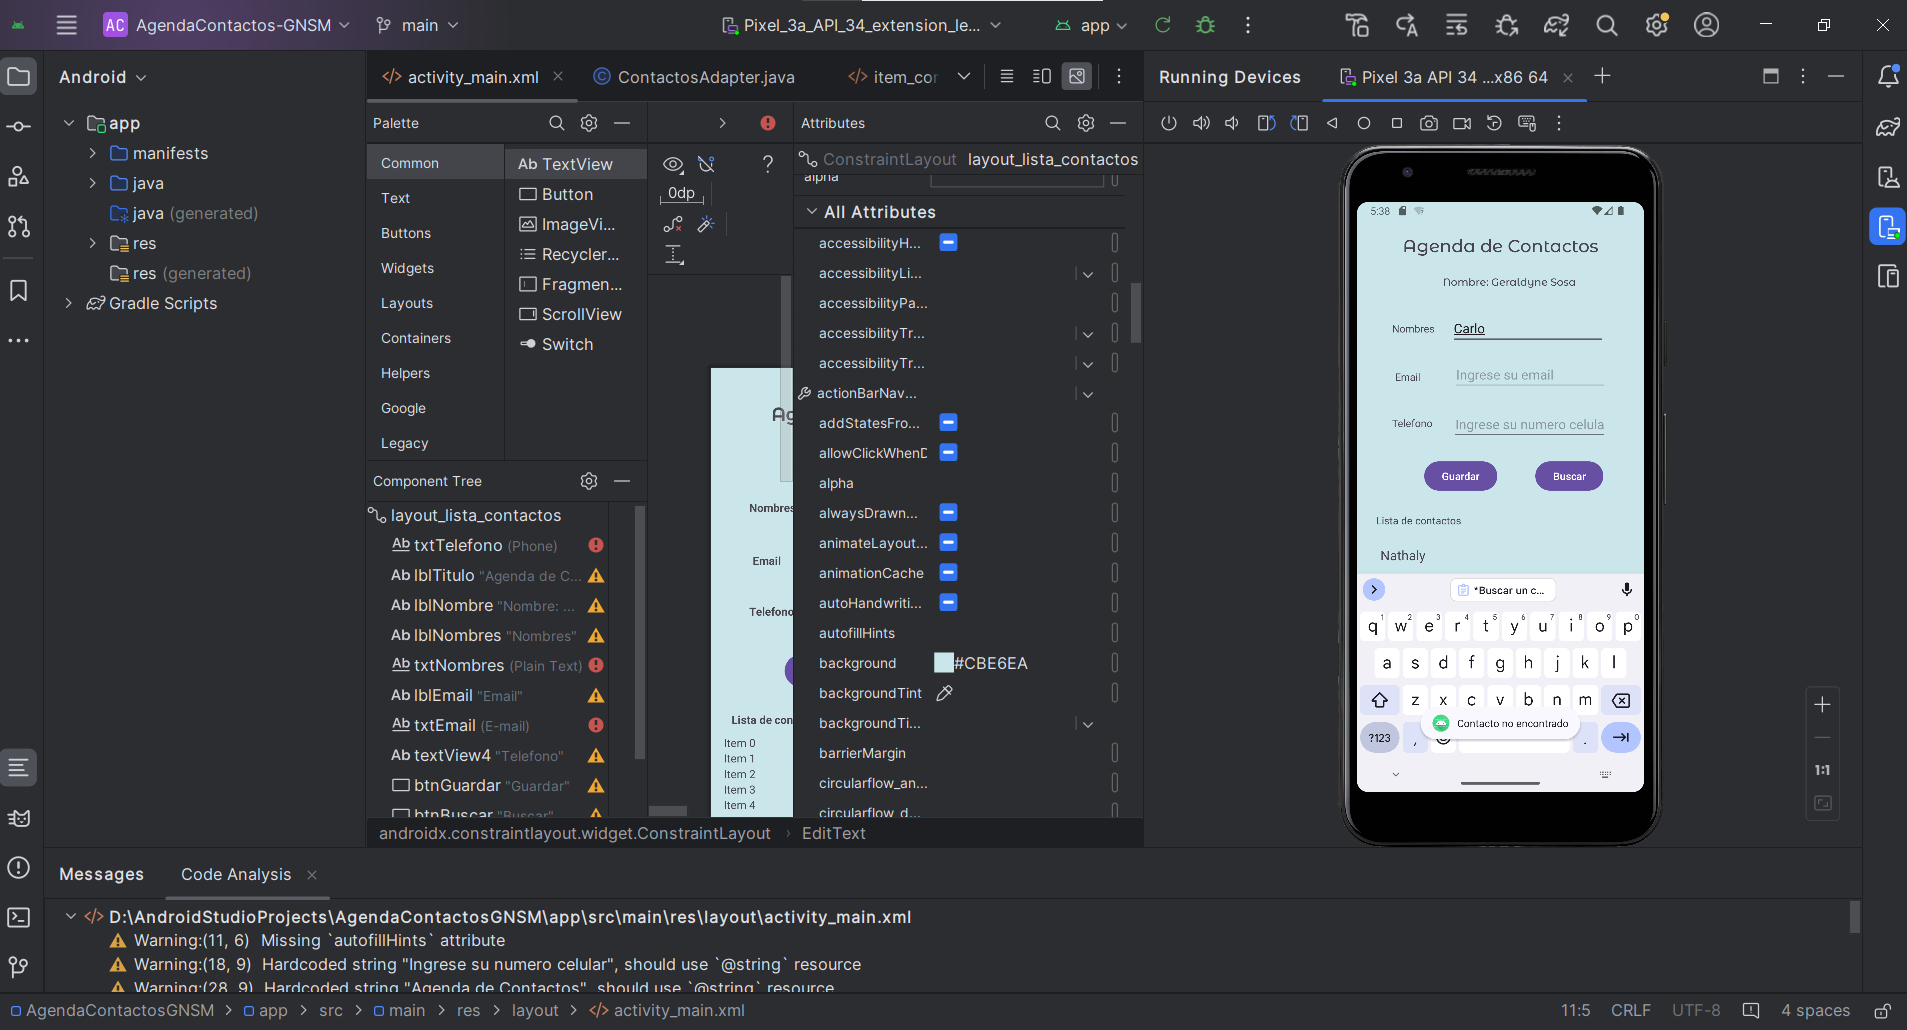 AC AgendaContactos-GNSM main Pixel_3a_API_34_extension_le... app
Android
app
manifests
java
java (generated)
res
res (generated)
Gradle Scripts
activity_main.xml ContactosAdapter.java item_cor
Palette
Common
Text
Buttons
Widgets
Layouts
Containers
Helpers
Google
Legacy
Ab TextView
Button
ImageVi...
Recycler...
Fragmen...
ScrollView
Switch
Component Tree
layout_lista_contactos
Ab txtTelefono (Phone)
Ab lblTitulo "Agenda de C...
Ab lblNombre "Nombre: ...
Ab lblNombres "Nombres"
Ab txtNombres (Plain Text)
Ab lblEmail "Email"
Ab txtEmail (E-mail)
Ab textView4 "Telefono"
btnGuardar "Guardar"
btnBuscar "Buscar"
?
0dp
Ag
Nombres
Email
Telefono
Lista de con
Item 0
Item 1
Item 2
Item 3
Item 4
Attributes
ConstraintLayout layout_lista_contactos
alpha
All Attributes
accessibilityH...
accessibilityLi...
accessibilityPa...
accessibilityTr...
accessibilityTr...
actionBarNav...
addStatesFro...
allowClickWhenD
alpha
alwaysDrawn...
animateLayout...
animationCache
autoHandwriti...
autofillHints
background #CBE6EA
backgroundTint
backgroundTi...
barrierMargin
circularflow_an...
circularflow_d...
androidx.constraintlayout.widget.ConstraintLayout › EditText
Running Devices Pixel 3a API 34 ...x86 64
5:38
Agenda de Contactos
Nombre: Geraldyne Sosa
Nombres Carlo
Email Ingrese su email
Telefono Ingrese su numero celula
Guardar Buscar
Lista de contactos
Nathaly
*Buscar un c...
q1 w2 e3 r4 t5 y6 u7 i8 o9 p0
a s d f g h j k l
z x c v b n m
Contacto no encontrado
?123 , .
1:1
Messages Code Analysis
D:\AndroidStudioProjects\AgendaContactosGNSM\app\src\main\res\layout\activity_main.xml
Warning:(11, 6) Missing `autofillHints` attribute
Warning:(18, 9) Hardcoded string "Ingrese su numero celular", should use `@string` resource
Warning:(28, 9) Hardcoded string "Agenda de Contactos", should use `@string` resource
AgendaContactosGNSM > app > src > main > res > layout > activity_main.xml
11:5 CRLF UTF-8 4 spaces